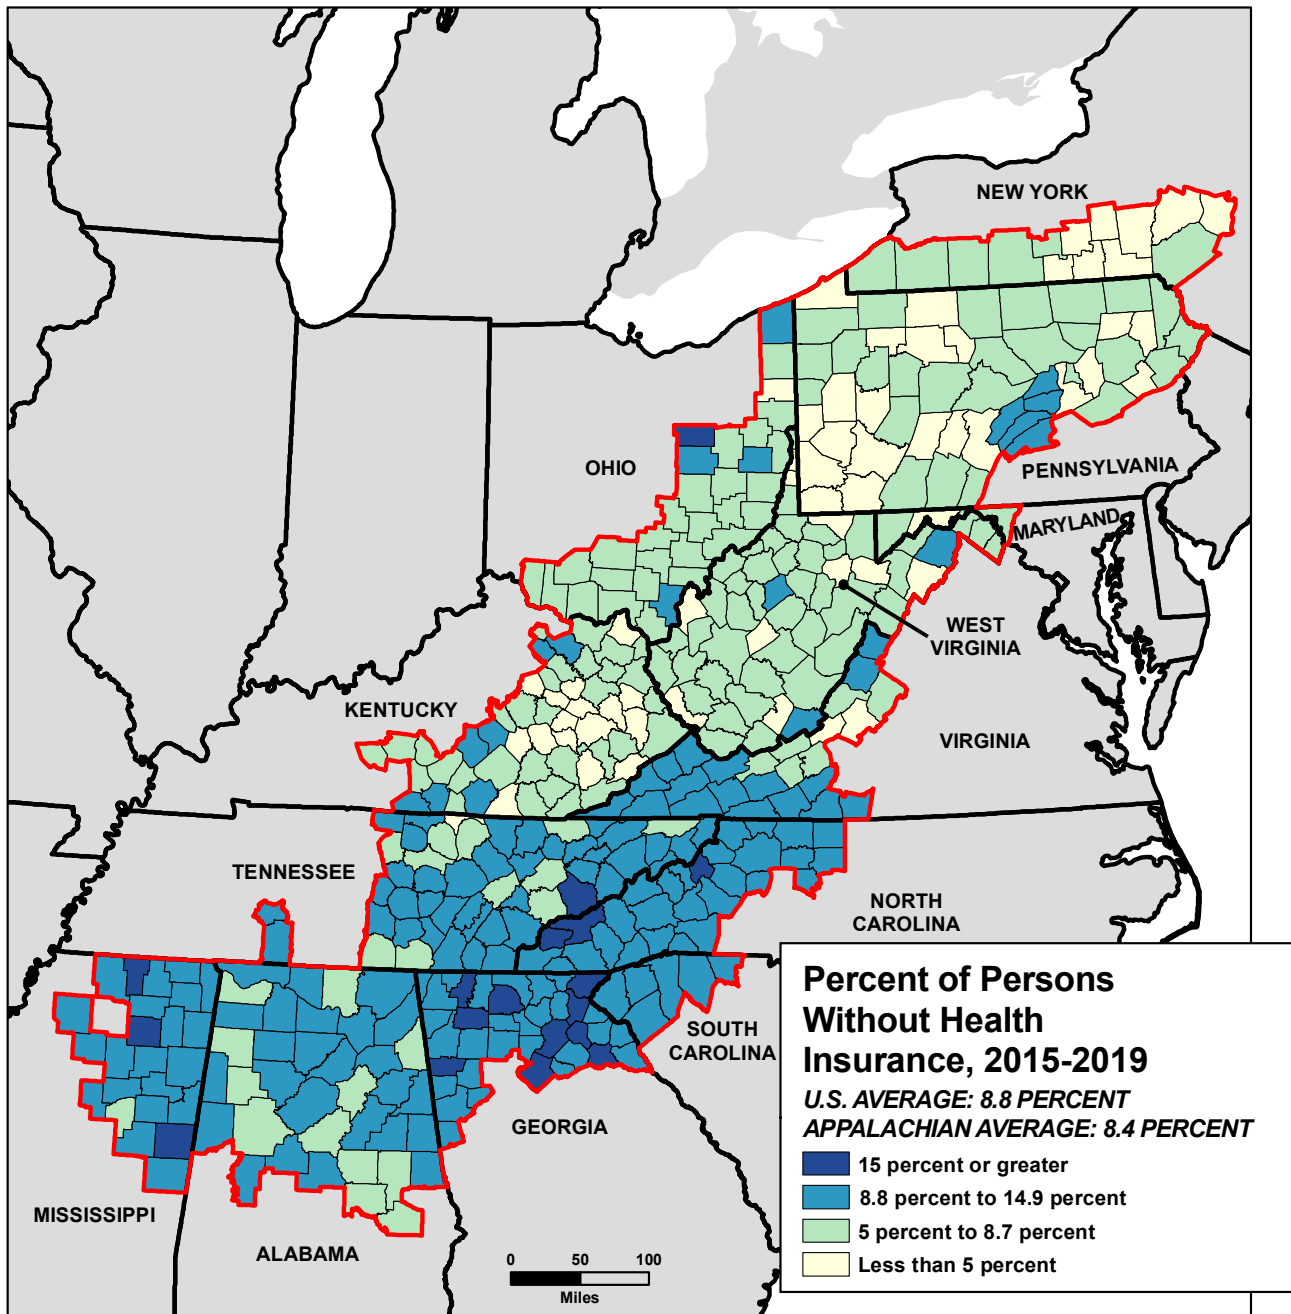 NEW YORK
OHIO
PENNSYLVANIA
MARYLAND
WEST
VIRGINIA
KENTUCKY
VIRGINIA
TENNESSEE
NORTH
CAROLINA
SOUTH
CAROLINA
GEORGIA
MISSISSIPPI
ALABAMA
0 50 100
Miles
Percent of Persons
Without Health
Insurance, 2015-2019
U.S. AVERAGE: 8.8 PERCENT
APPALACHIAN AVERAGE: 8.4 PERCENT
15 percent or greater
8.8 percent to 14.9 percent
5 percent to 8.7 percent
Less than 5 percent